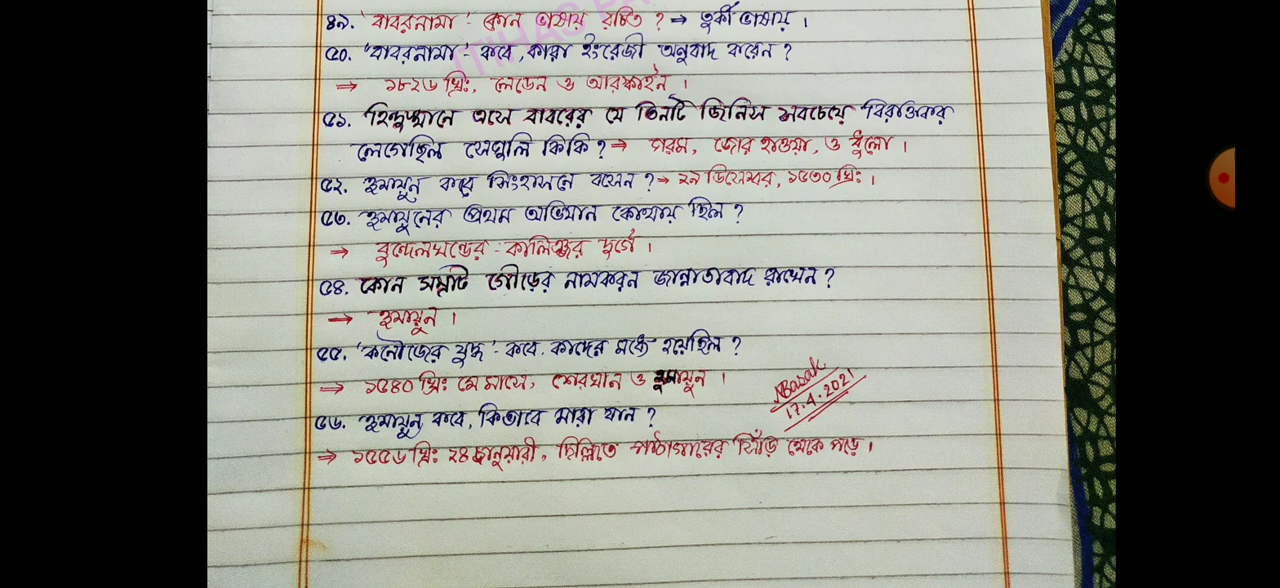 ৪৯. 'বাবরনামা' কোন ভাষায় রচিত ? → তুর্কী ভাষায় ।
৫০. 'বাবরনামা' - কবে, কারা ইংরেজী অনুবাদ করেন ?
→ ১৮২৬ খ্রিঃ, লেডেন ও আরস্কাইন ।
৫১. হিন্দুস্থানে এসে বাবরের যে তিনটি জিনিস সবচেয়ে বিরক্তিকর
লেগেছিল সেগুলি কিকি ? → গরম, জোর হাওয়া, ও ধুলো ।
৫২. হুমায়ুন কবে সিংহাসনে বসেন ? → ২৯ ডিসেম্বর, ১৫৩০ খ্রিঃ ।
৫৩. হুমায়ুনের প্রথম অভিযান কোথায় ছিল ?
→ বুন্দেলখন্ডের - কালিঞ্জর দুর্গে ।
৫৪. কোন সম্রাট গৌড়ের নামকরন জান্নাতাবাদ রাখেন ?
→ হুমায়ুন ।
৫৫. 'কনৌজের যুদ্ধ' - কবে. কাদের মধ্যে হয়েছিল ?
→ ১৫৪০ খ্রিঃ মে মাসে, শেরখান ও হুমায়ুন ।
NBasak
17.4.2021
৫৬. হুমায়ুন কবে, কিভাবে মারা যান ?
→ ১৫৫৬ খ্রিঃ ২৪ জানুয়ারী, দিল্লিতে পাঠাগারের সিঁড়ি থেকে পড়ে ।